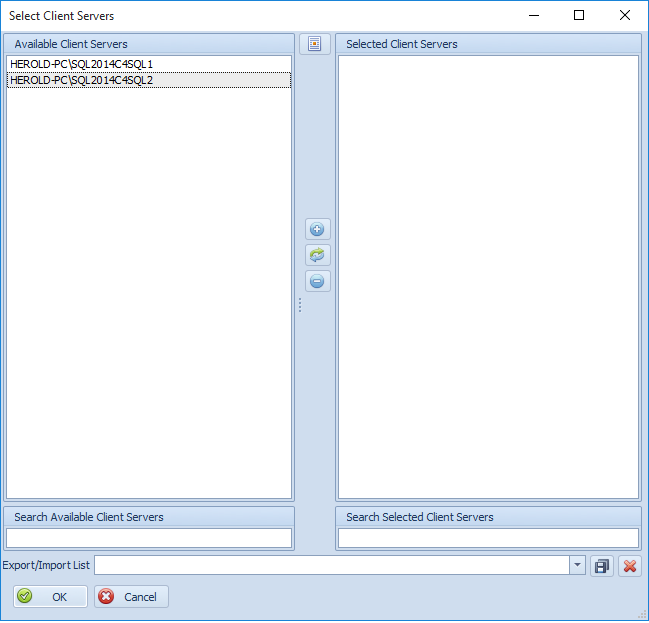 Select Client Servers
Available Client Servers
Selected Client Servers
HEROLD-PC\SQL2014C4SQL1
HEROLD-PC\SQL2014C4SQL2
Search Available Client Servers
Search Selected Client Servers
Export/Import List
OK
Cancel